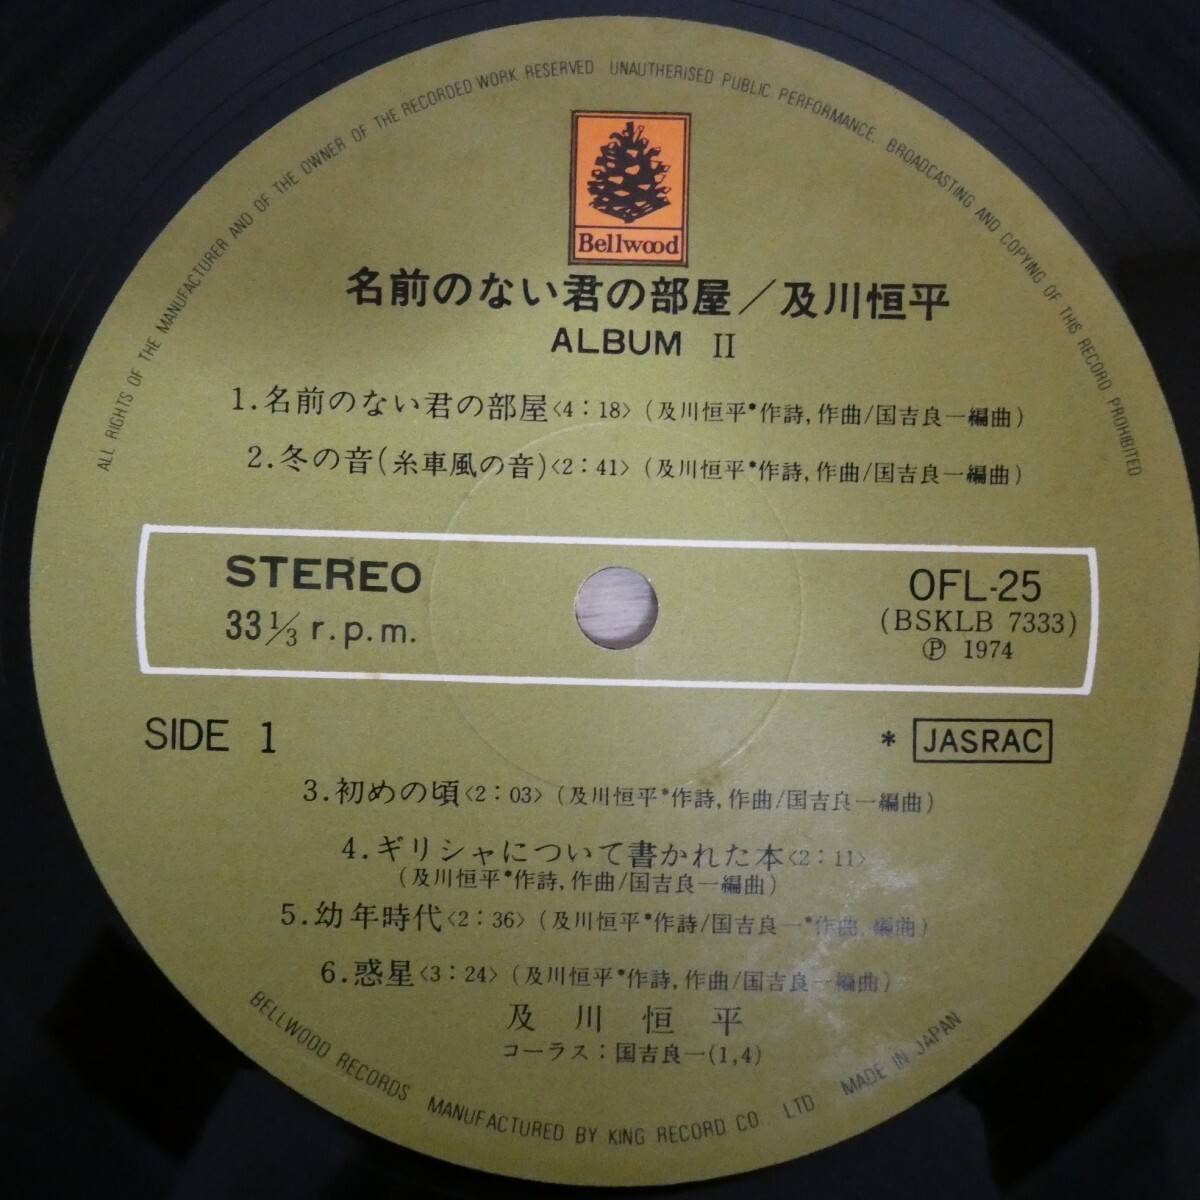 ALL RIGHTS OF THE MANUFACTURER AND OF THE OWNER OF THE RECORDED WORK RESERVED UNAUTHORISED PUBLIC PERFORMANCE, BROADCASTING AND COPYING OF THIS RECORD PROHIBITED
Bellwood
名前のない君の部屋／及川恒平
ALBUM II
1.名前のない君の部屋〈4：18〉(及川恒平*作詩,作曲/国吉良一編曲)
2.冬の音(糸車風の音)〈2：41〉(及川恒平*作詩,作曲/国吉良一編曲)
STEREO
33⅓ r.p.m.
OFL-25
(BSKLB 7333)
Ⓟ 1974
SIDE 1
* JASRAC
3.初めの頃〈2：03〉(及川恒平*作詩,作曲/国吉良一編曲)
4.ギリシャについて書かれた本〈2：11〉
(及川恒平*作詩,作曲/国吉良一編曲)
5.幼年時代〈2：36〉(及川恒平*作詩/国吉良一*作曲,編曲)
6.惑星〈3：24〉(及川恒平*作詩,作曲/国吉良一編曲)
及川恒平
コーラス：国吉良一(1,4)
BELLWOOD RECORDS MANUFACTURED BY KING RECORD CO., LTD. MADE IN JAPAN